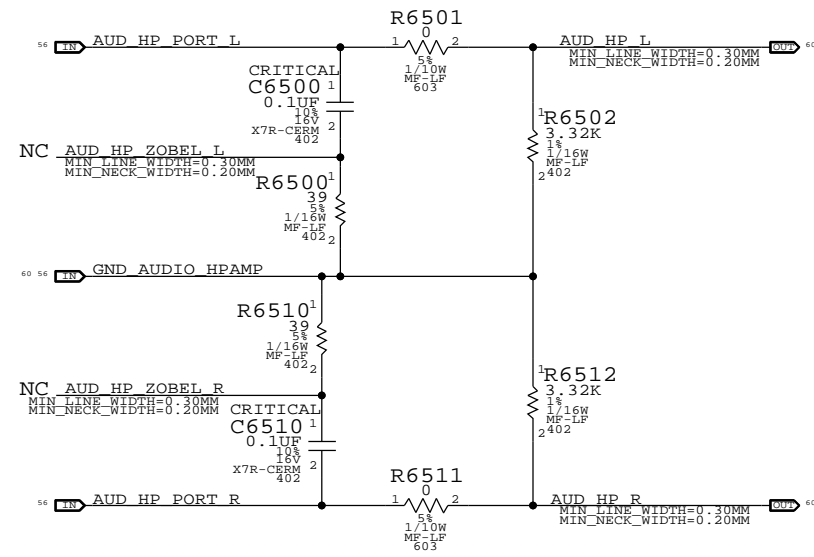 R6501
0
1 2
5%
1/10W
MF-LF
603
56 IN AUD_HP_PORT_L
AUD_HP_L OUT 60
MIN_LINE_WIDTH=0.30MM
MIN_NECK_WIDTH=0.20MM
CRITICAL
C6500 1
0.1UF
10%
16V
X7R-CERM 2
402
1 R6502
3.32K
1%
1/16W
MF-LF
2 402
NC AUD_HP_ZOBEL_L
MIN_LINE_WIDTH=0.30MM
MIN_NECK_WIDTH=0.20MM
R6500 1
39
5%
1/16W
MF-LF
402 2
60 56 IN GND_AUDIO_HPAMP
R6510 1
39
5%
1/16W
MF-LF
402 2
1 R6512
3.32K
1%
1/16W
MF-LF
2 402
NC AUD_HP_ZOBEL_R
MIN_LINE_WIDTH=0.30MM
MIN_NECK_WIDTH=0.20MM
CRITICAL
C6510 1
0.1UF
10%
16V
X7R-CERM 2
402
R6511
0
1 2
5%
1/10W
MF-LF
603
56 IN AUD_HP_PORT_R
AUD_HP_R OUT 60
MIN_LINE_WIDTH=0.30MM
MIN_NECK_WIDTH=0.20MM